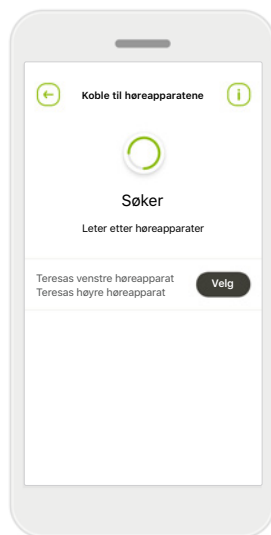 Koble til høreapparatene
Søker
Leter etter høreapparater
Teresas venstre høreapparat
Teresas høyre høreapparat
Velg